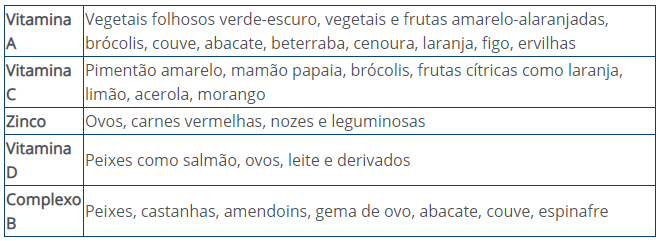 Vitamina A
Vegetais folhosos verde-escuro, vegetais e frutas amarelo-alaranjadas,
brócolis, couve, abacate, beterraba, cenoura, laranja, figo, ervilhas
Vitamina C
Pimentão amarelo, mamão papaia, brócolis, frutas cítricas como laranja,
limão, acerola, morango
Zinco
Ovos, carnes vermelhas, nozes e leguminosas
Vitamina D
Peixes como salmão, ovos, leite e derivados
Complexo B
Peixes, castanhas, amendoins, gema de ovo, abacate, couve, espinafre